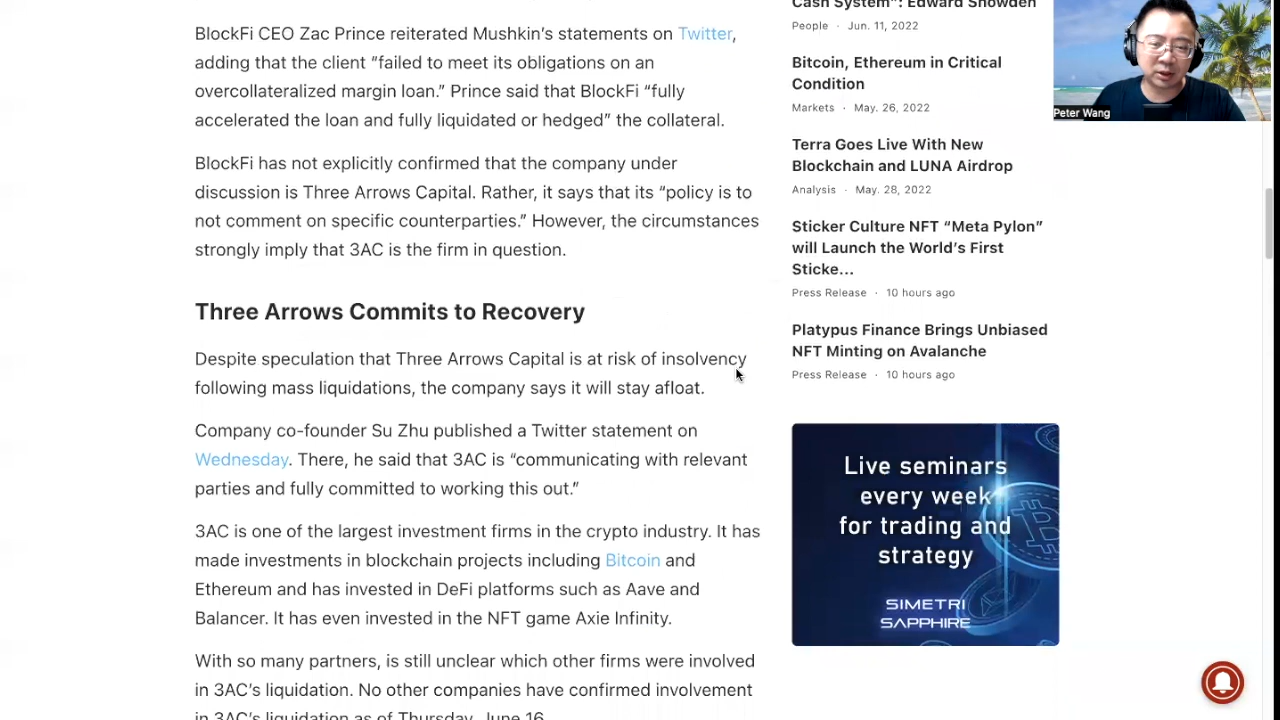 BlockFi CEO Zac Prince reiterated Mushkin's statements on Twitter,
adding that the client “failed to meet its obligations on an
overcollateralized margin loan.” Prince said that BlockFi “fully
accelerated the loan and fully liquidated or hedged” the collateral.
BlockFi has not explicitly confirmed that the company under
discussion is Three Arrows Capital. Rather, it says that its “policy is to
not comment on specific counterparties.” However, the circumstances
strongly imply that 3AC is the firm in question.
Three Arrows Commits to Recovery
Despite speculation that Three Arrows Capital is at risk of insolvency
following mass liquidations, the company says it will stay afloat.
Company co-founder Su Zhu published a Twitter statement on
Wednesday. There, he said that 3AC is “communicating with relevant
parties and fully committed to working this out.”
3AC is one of the largest investment firms in the crypto industry. It has
made investments in blockchain projects including Bitcoin and
Ethereum and has invested in DeFi platforms such as Aave and
Balancer. It has even invested in the NFT game Axie Infinity.
With so many partners, is still unclear which other firms were involved
in 3AC's liquidation. No other companies have confirmed involvement
in 3AC's liquidation as of Thursday, June 16.
Cash System”: Edward Snowden
People · Jun. 11, 2022
Bitcoin, Ethereum in Critical
Condition
Markets · May. 26, 2022
Terra Goes Live With New
Blockchain and LUNA Airdrop
Analysis · May. 28, 2022
Sticker Culture NFT “Meta Pylon”
will Launch the World's First
Sticke...
Press Release · 10 hours ago
Platypus Finance Brings Unbiased
NFT Minting on Avalanche
Press Release · 10 hours ago
Live seminars
every week
for trading and
strategy
SIMETRI
SAPPHIRE
Peter Wang